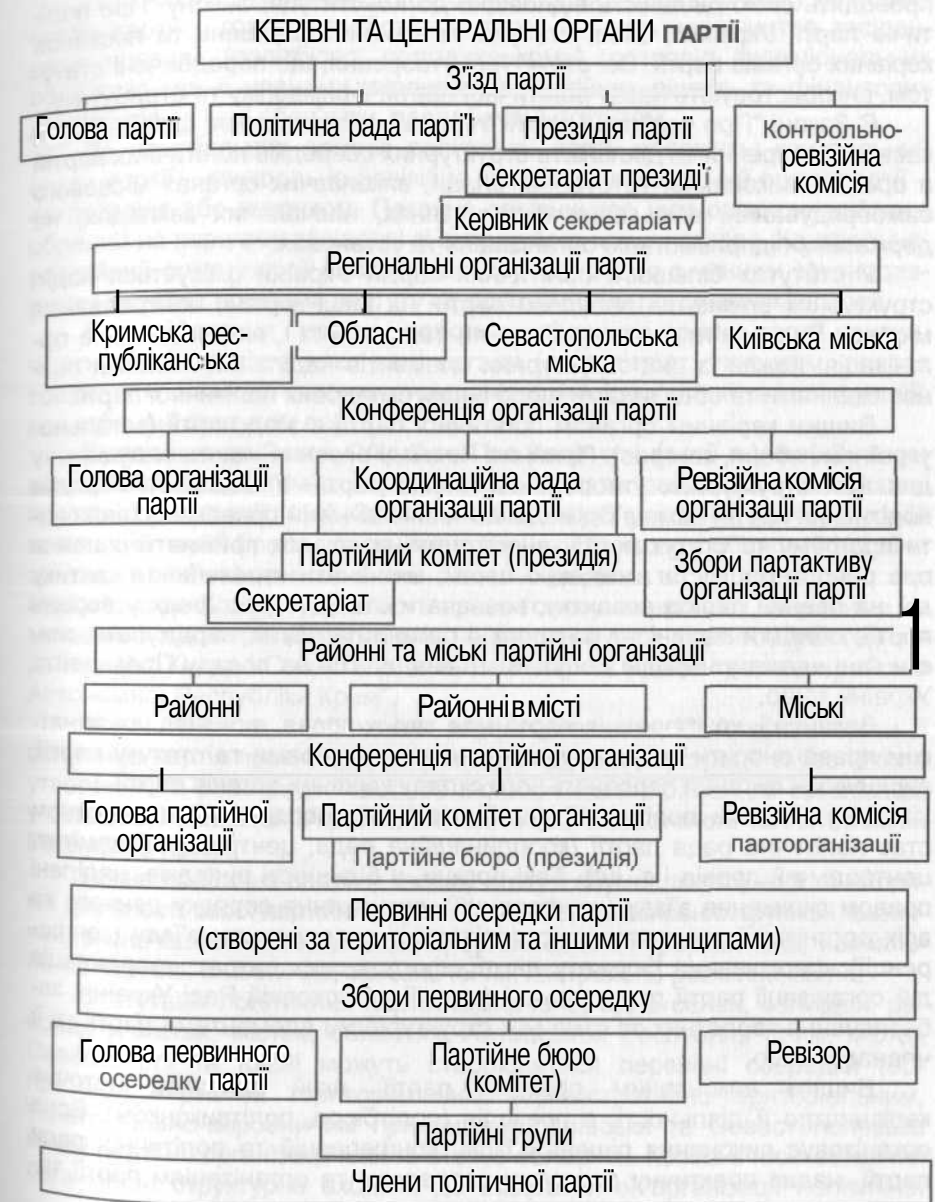 КЕРІВНІ ТА ЦЕНТРАЛЬНІ ОРГАНИ ПАРТІЇ
З'їзд партії
Голова партії
Політична рада партії
Президія партії
Контрольно-
ревізійна
комісія
Секретаріат президії
Керівник секретаріату
Регіональні організації партії
Кримська рес-
публіканська
Обласні
Севастопольська
міська
Київська міська
Конференція організації партії
Голова організації
партії
Координаційна рада
організації партії
Ревізійна комісія
організації партії
Партійний комітет (президія)
Секретаріат
Збори партактиву
організації партії
Районні та міські партійні організації
Районні
Районні в місті
Міські
Конференція партійної організації
Голова партійної
організації
Партійний комітет організації
Партійне бюро (президія)
Ревізійна комісія
парторганізації
Первинні осередки партії
(створені за територіальним та іншими принципами)
Збори первинного осередку
Голова первинного
осередку партії
Партійне бюро
(комітет)
Ревізор
Партійні групи
Члени політичної партії